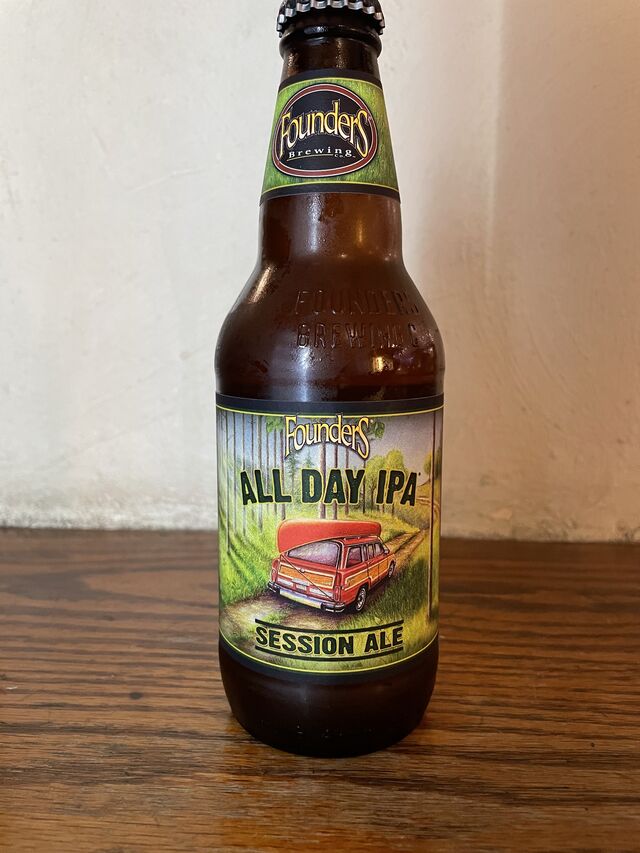 Founders
Brewing
Co.
FOUNDERS
BREWING C
Founders
ALL DAY IPA
SESSION ALE